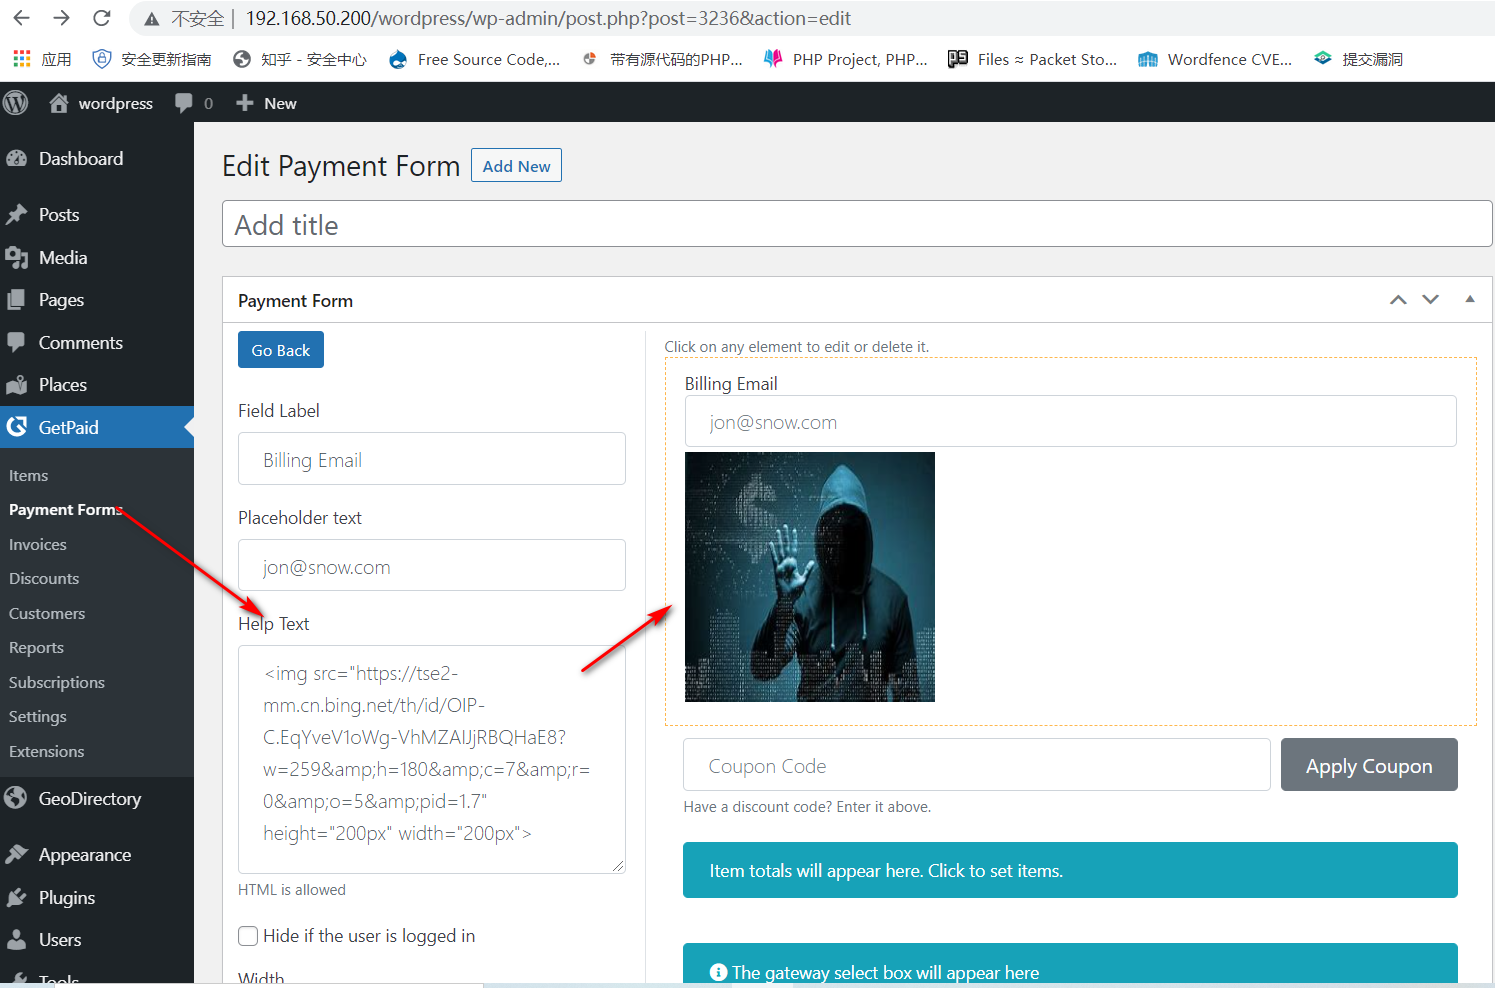 不安全 | 192.168.50.200/wordpress/wp-admin/post.php?post=3236&action=edit
应用 安全更新指南 知乎 - 安全中心 Free Source Code,... 带有源代码的PHP... PHP Project, PHP... Files ≈ Packet Sto... Wordfence CVE... 提交漏洞
wordpress 0 New
Dashboard
Posts
Media
Pages
Comments
Places
GetPaid
Items
Payment Forms
Invoices
Discounts
Customers
Reports
Subscriptions
Settings
Extensions
GeoDirectory
Appearance
Plugins
Users
Tools
Edit Payment Form Add New
Add title
Payment Form
Go Back
Field Label
Billing Email
Placeholder text
jon@snow.com
Help Text
<img src="https://tse2-
mm.cn.bing.net/th/id/OIP-
C.EqYveV1oWg-VhMZAIJjRBQHaE8?
w=259&amp;h=180&amp;c=7&amp;r=
0&amp;o=5&amp;pid=1.7"
height="200px" width="200px">
HTML is allowed
Hide if the user is logged in
Width
Click on any element to edit or delete it.
Billing Email
jon@snow.com
Coupon Code Apply Coupon
Have a discount code? Enter it above.
Item totals will appear here. Click to set items.
The gateway select box will appear here